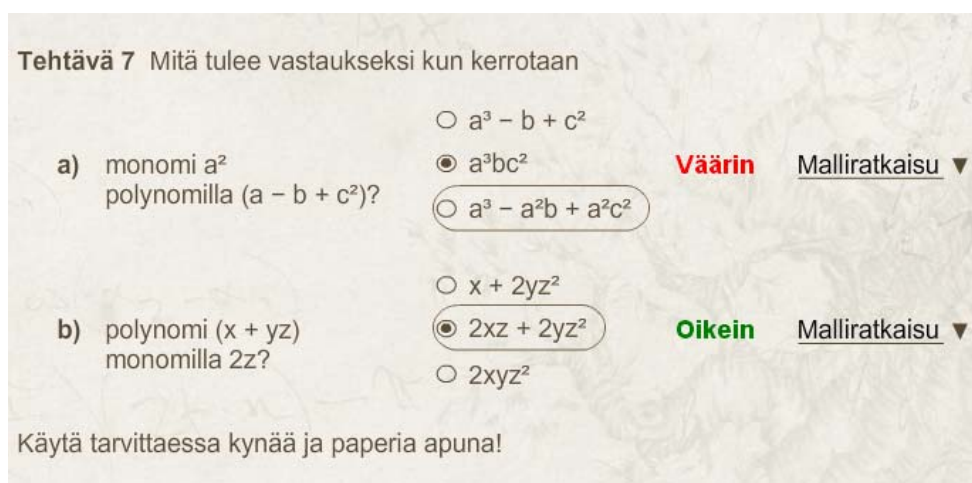 Tehtävä 7 Mitä tulee vastaukseksi kun kerrotaan
a³ − b + c²
a) monomi a² a³bc² Väärin Malliratkaisu ▼
polynomilla (a − b + c²)?
a³ − a²b + a²c²
x + 2yz²
b) polynomi (x + yz) 2xz + 2yz² Oikein Malliratkaisu ▼
monomilla 2z?
2xyz²
Käytä tarvittaessa kynää ja paperia apuna!